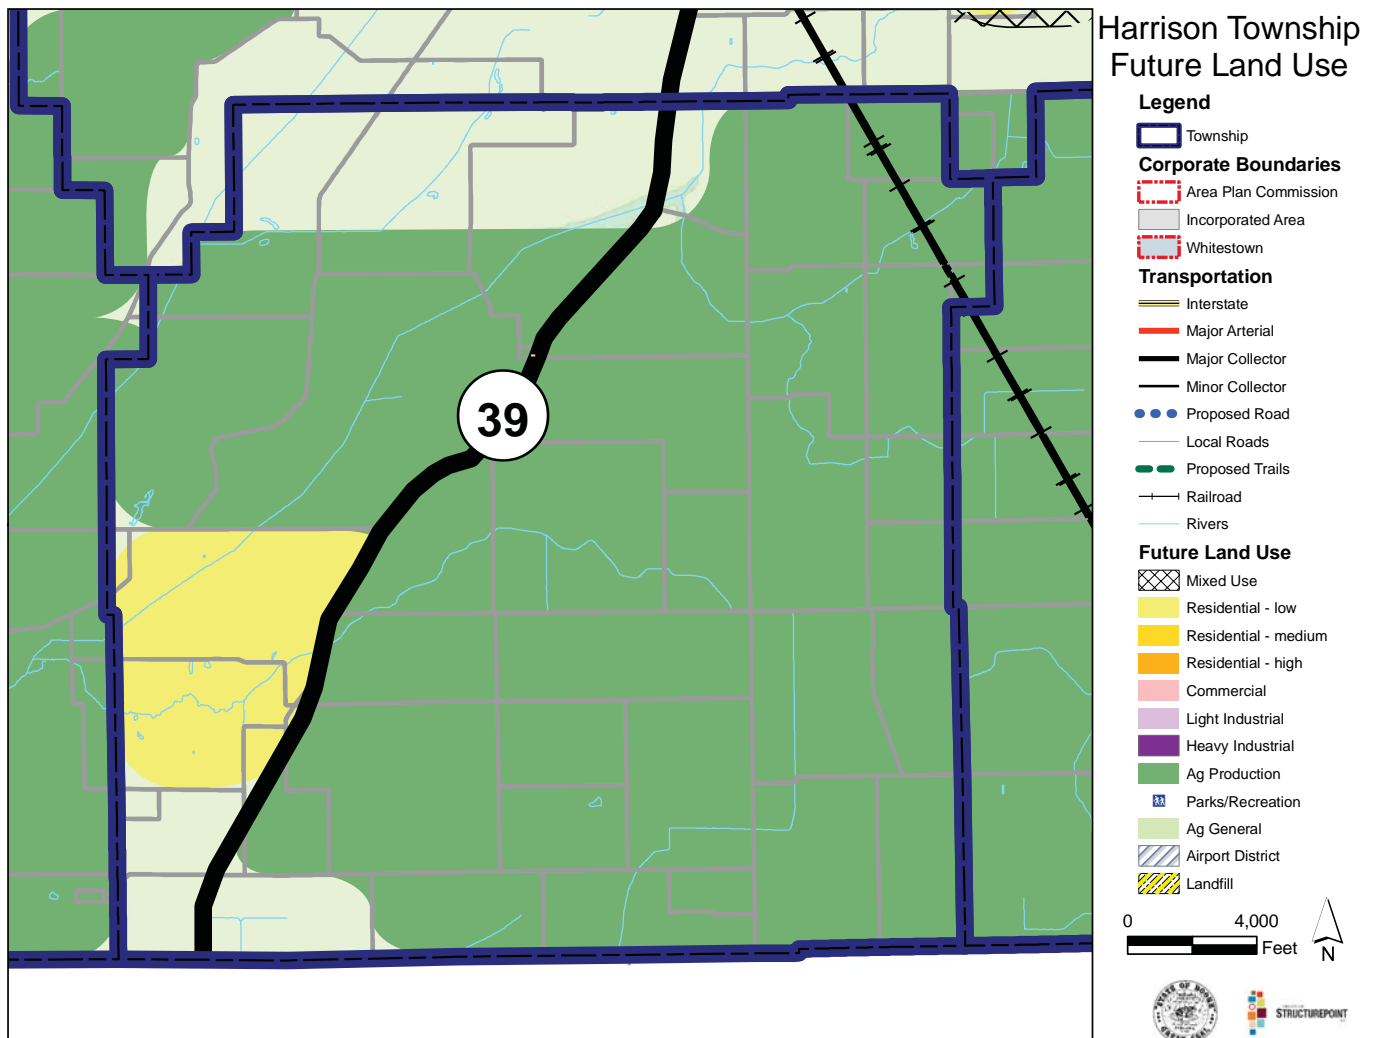 Harrison Township
Future Land Use
Legend
Township
Corporate Boundaries
Area Plan Commission
Incorporated Area
Whitestown
Transportation
Interstate
Major Arterial
Major Collector
Minor Collector
Proposed Road
Local Roads
Proposed Trails
Railroad
Rivers
Future Land Use
Mixed Use
Residential - low
Residential - medium
Residential - high
Commercial
Light Industrial
Heavy Industrial
Ag Production
Parks/Recreation
Ag General
Airport District
Landfill
0 4,000
Feet
N
39
STATE OF BOONE
STRUCTUREPOINT